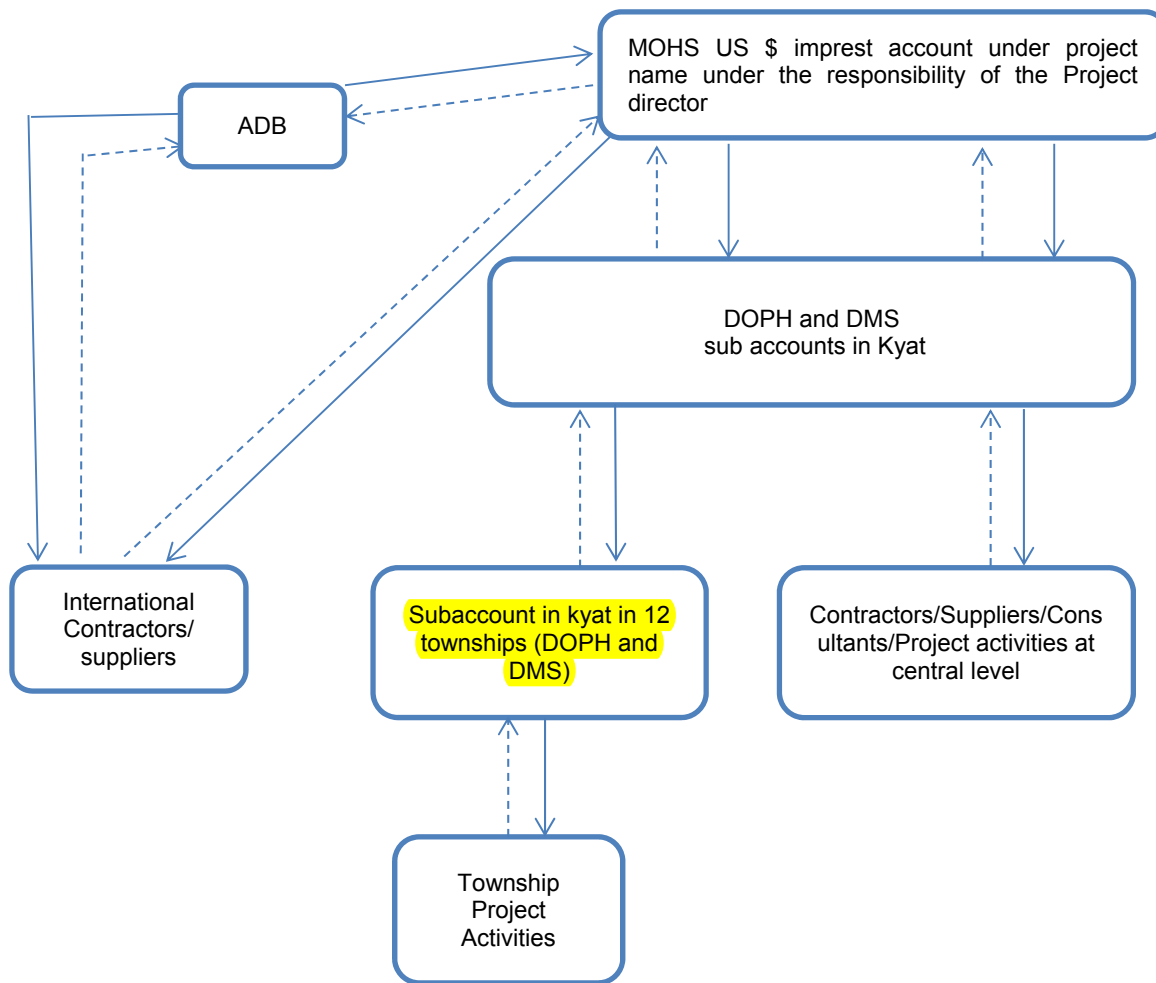 MOHS US $ imprest account under project
name under the responsibility of the Project
director
ADB
DOPH and DMS
sub accounts in Kyat
International
Contractors/
suppliers
Subaccount in kyat in 12
townships (DOPH and
DMS)
Contractors/Suppliers/Cons
ultants/Project activities at
central level
Township
Project
Activities